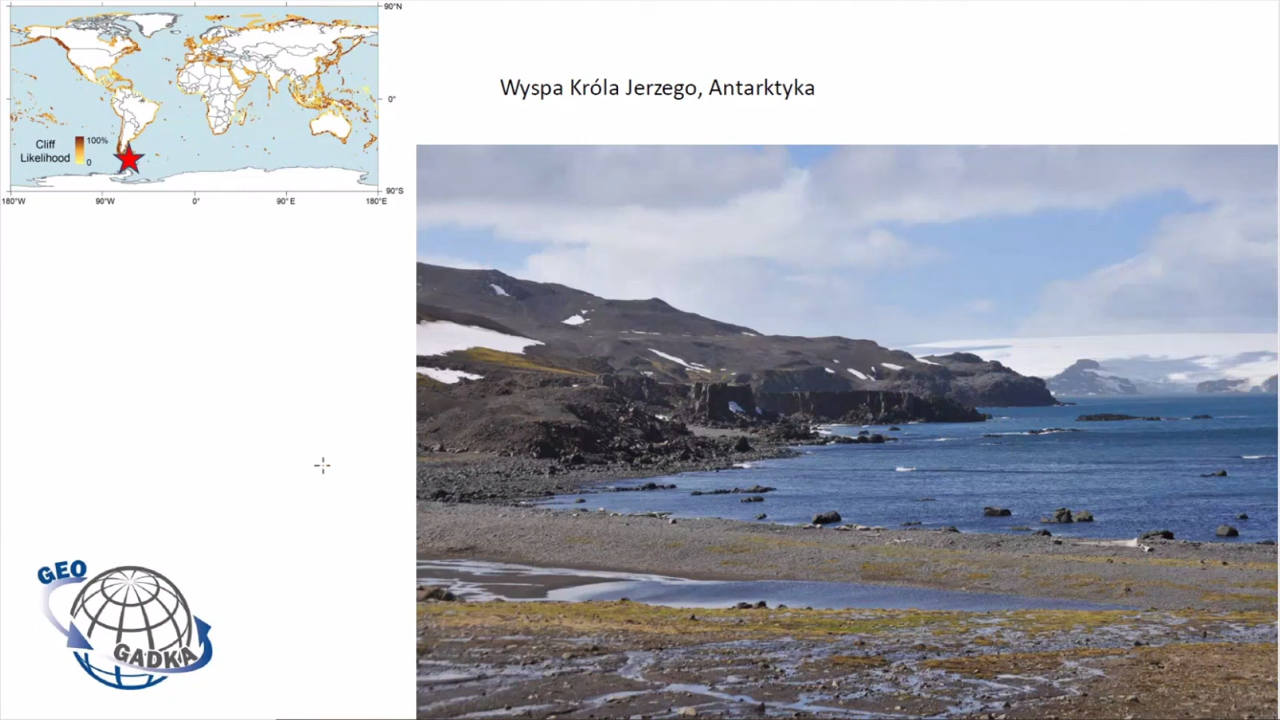 90°N
Wyspa Króla Jerzego, Antarktyka
0°
Cliff
Likelihood
100%
0
90°S
180°W
90°W
0°
90° E
180°E
GEO
GADKA